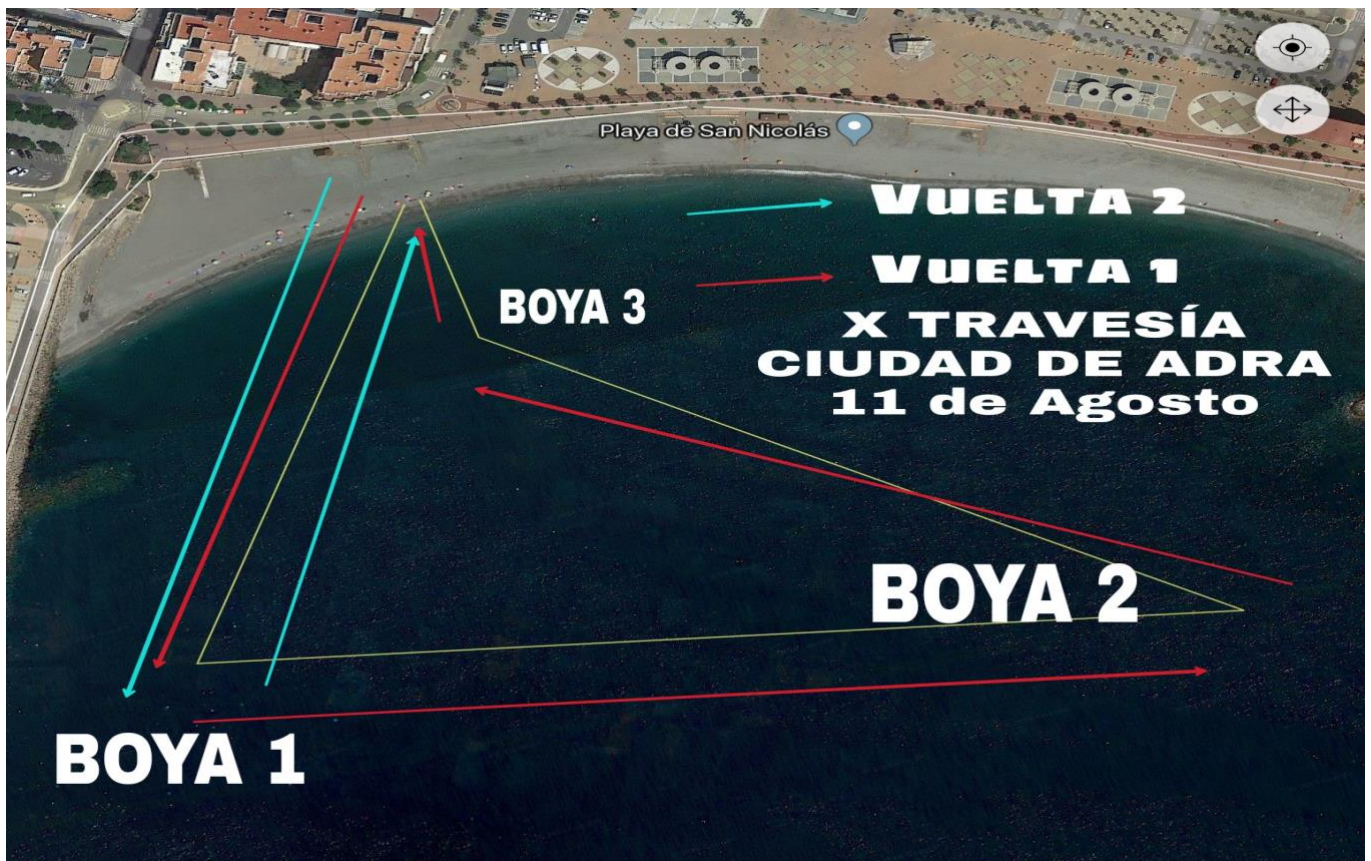 Playa de San Nicolás
VUELTA 2
VUELTA 1
BOYA 3
X TRAVESÍA
CIUDAD DE ADRA
11 de Agosto
BOYA 2
BOYA 1